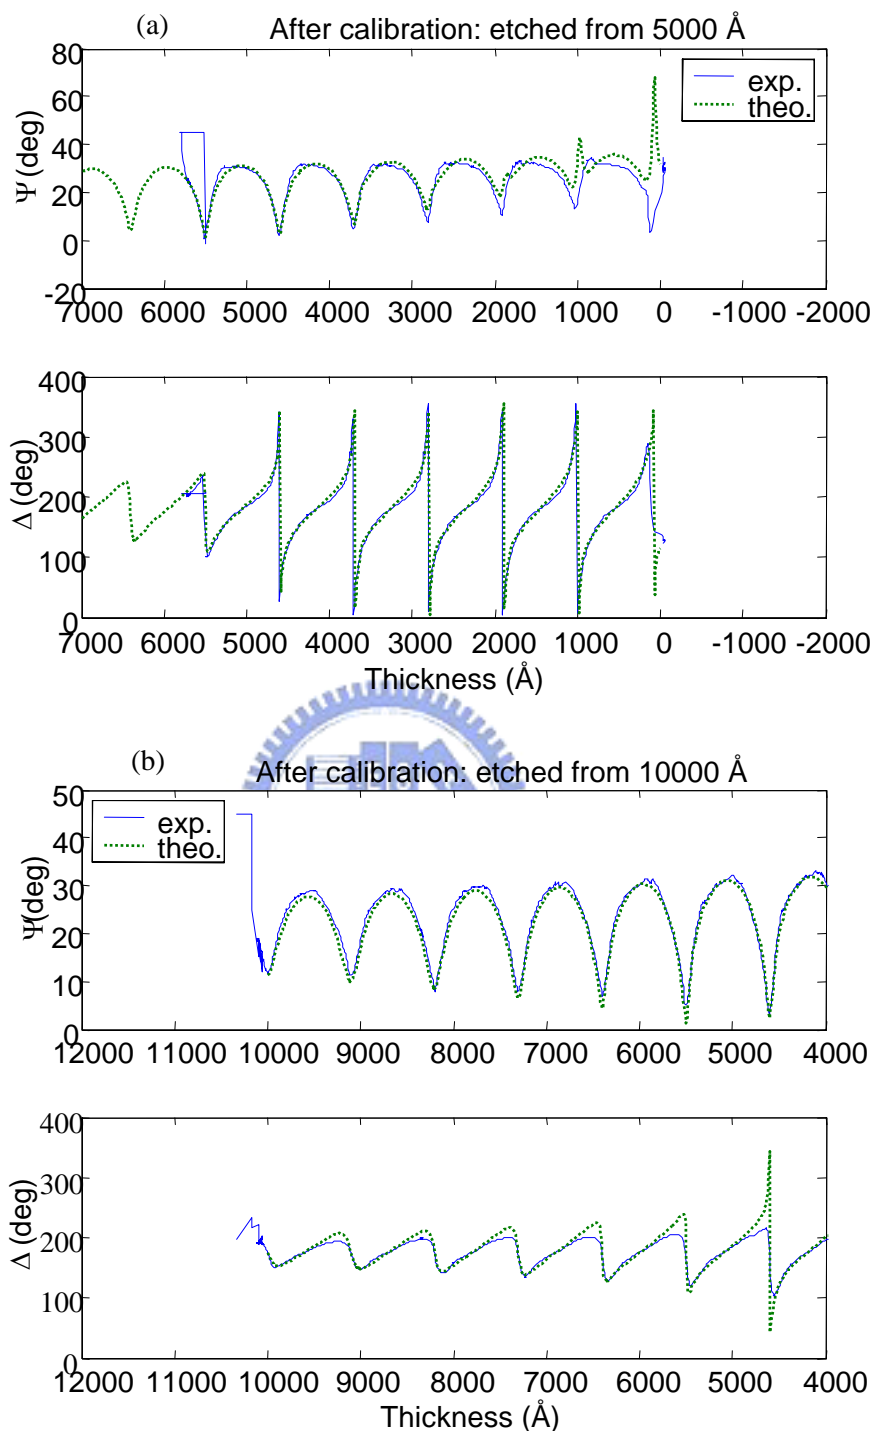 (a) After calibration: etched from 5000 Å
80
60
40
20
0
-20
Ψ (deg)
exp.
theo.
7000 6000 5000 4000 3000 2000 1000 0 -1000 -2000
400
300
200
100
0
Δ (deg)
7000 6000 5000 4000 3000 2000 1000 0 -1000 -2000
Thickness (Å)
(b) After calibration: etched from 10000 Å
50
40
30
20
10
0
Ψ(deg)
exp.
theo.
12000 11000 10000 9000 8000 7000 6000 5000 4000
400
300
200
100
0
Δ (deg)
12000 11000 10000 9000 8000 7000 6000 5000 4000
Thickness (Å)